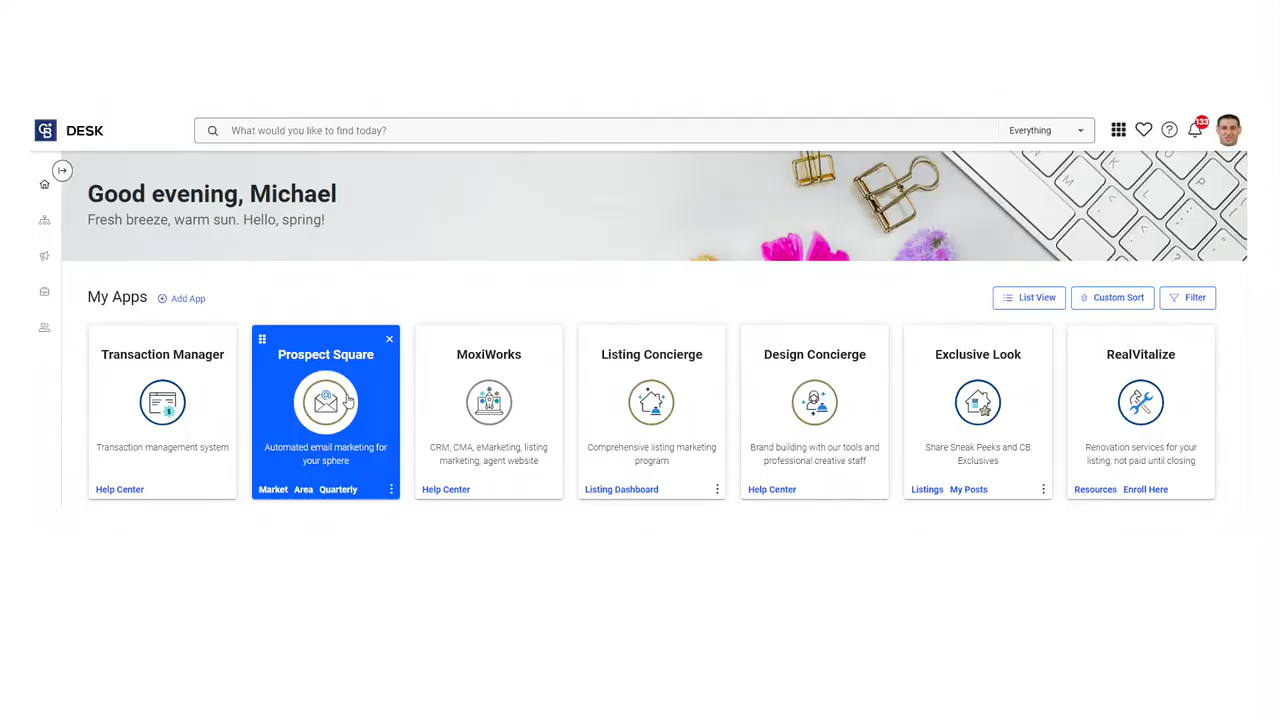 CB DESK
What would you like to find today?
Everything
133
Good evening, Michael
Fresh breeze, warm sun. Hello, spring!
My Apps
Add App
List View
Custom Sort
Filter
Transaction Manager
Transaction management system
Help Center
Prospect Square
Automated email marketing for
your sphere
Market Area Quarterly
MoxiWorks
CRM, CMA, eMarketing, listing
marketing, agent website
Help Center
Listing Concierge
Comprehensive listing marketing
program
Listing Dashboard
Design Concierge
Brand building with our tools and
professional creative staff
Help Center
Exclusive Look
Share Sneak Peeks and CB
Exclusives
Listings My Posts
RealVitalize
Renovation services for your
listing, not paid until closing
Resources Enroll Here